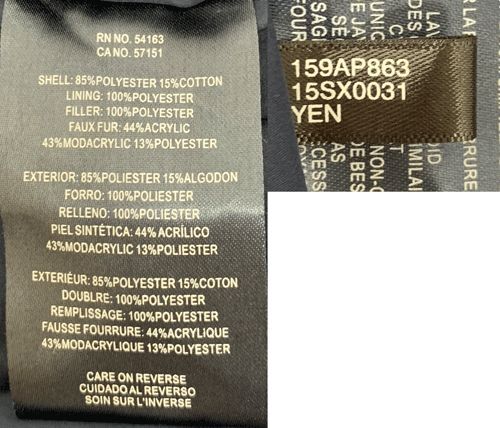 RN NO. 54163
CA NO. 57151
SHELL: 85%POLYESTER 15%COTTON
LINING: 100%POLYESTER
FILLER: 100%POLYESTER
FAUX FUR: 44%ACRYLIC
43%MODACRYLIC 13%POLYESTER
EXTERIOR: 85%POLIESTER 15%ALGODON
FORRO: 100%POLIESTER
RELLENO: 100%POLIESTER
PIEL SINTÉTICA: 44%ACRÍLICO
43%MODACRYLIC 13%POLIESTER
EXTERIEUR: 85%POLYESTER 15%COTON
DOUBLRE: 100%POLYESTER
REMPLISSAGE: 100%POLYESTER
FAUSSE FOURRURE: 44%ACRYLIQUE
43%MODACRYLIQUE 13%POLYESTER
CARE ON REVERSE
CUIDADO AL REVERSO
SOIN SUR L'INVERSE
159AP863
15SX0031
YEN